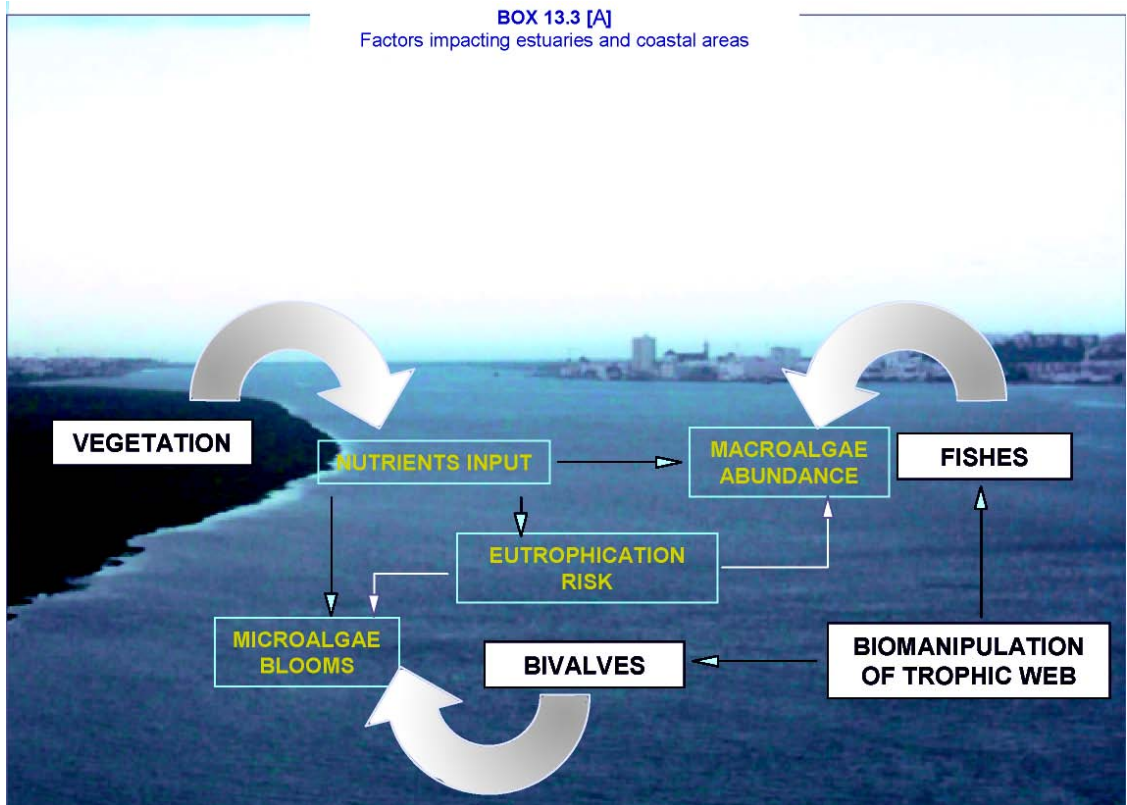 BOX 13.3 [A]
Factors impacting estuaries and coastal areas
VEGETATION
NUTRIENTS INPUT
MACROALGAE
ABUNDANCE
FISHES
EUTROPHICATION
RISK
MICROALGAE
BLOOMS
BIVALVES
BIOMANIPULATION
OF TROPHIC WEB